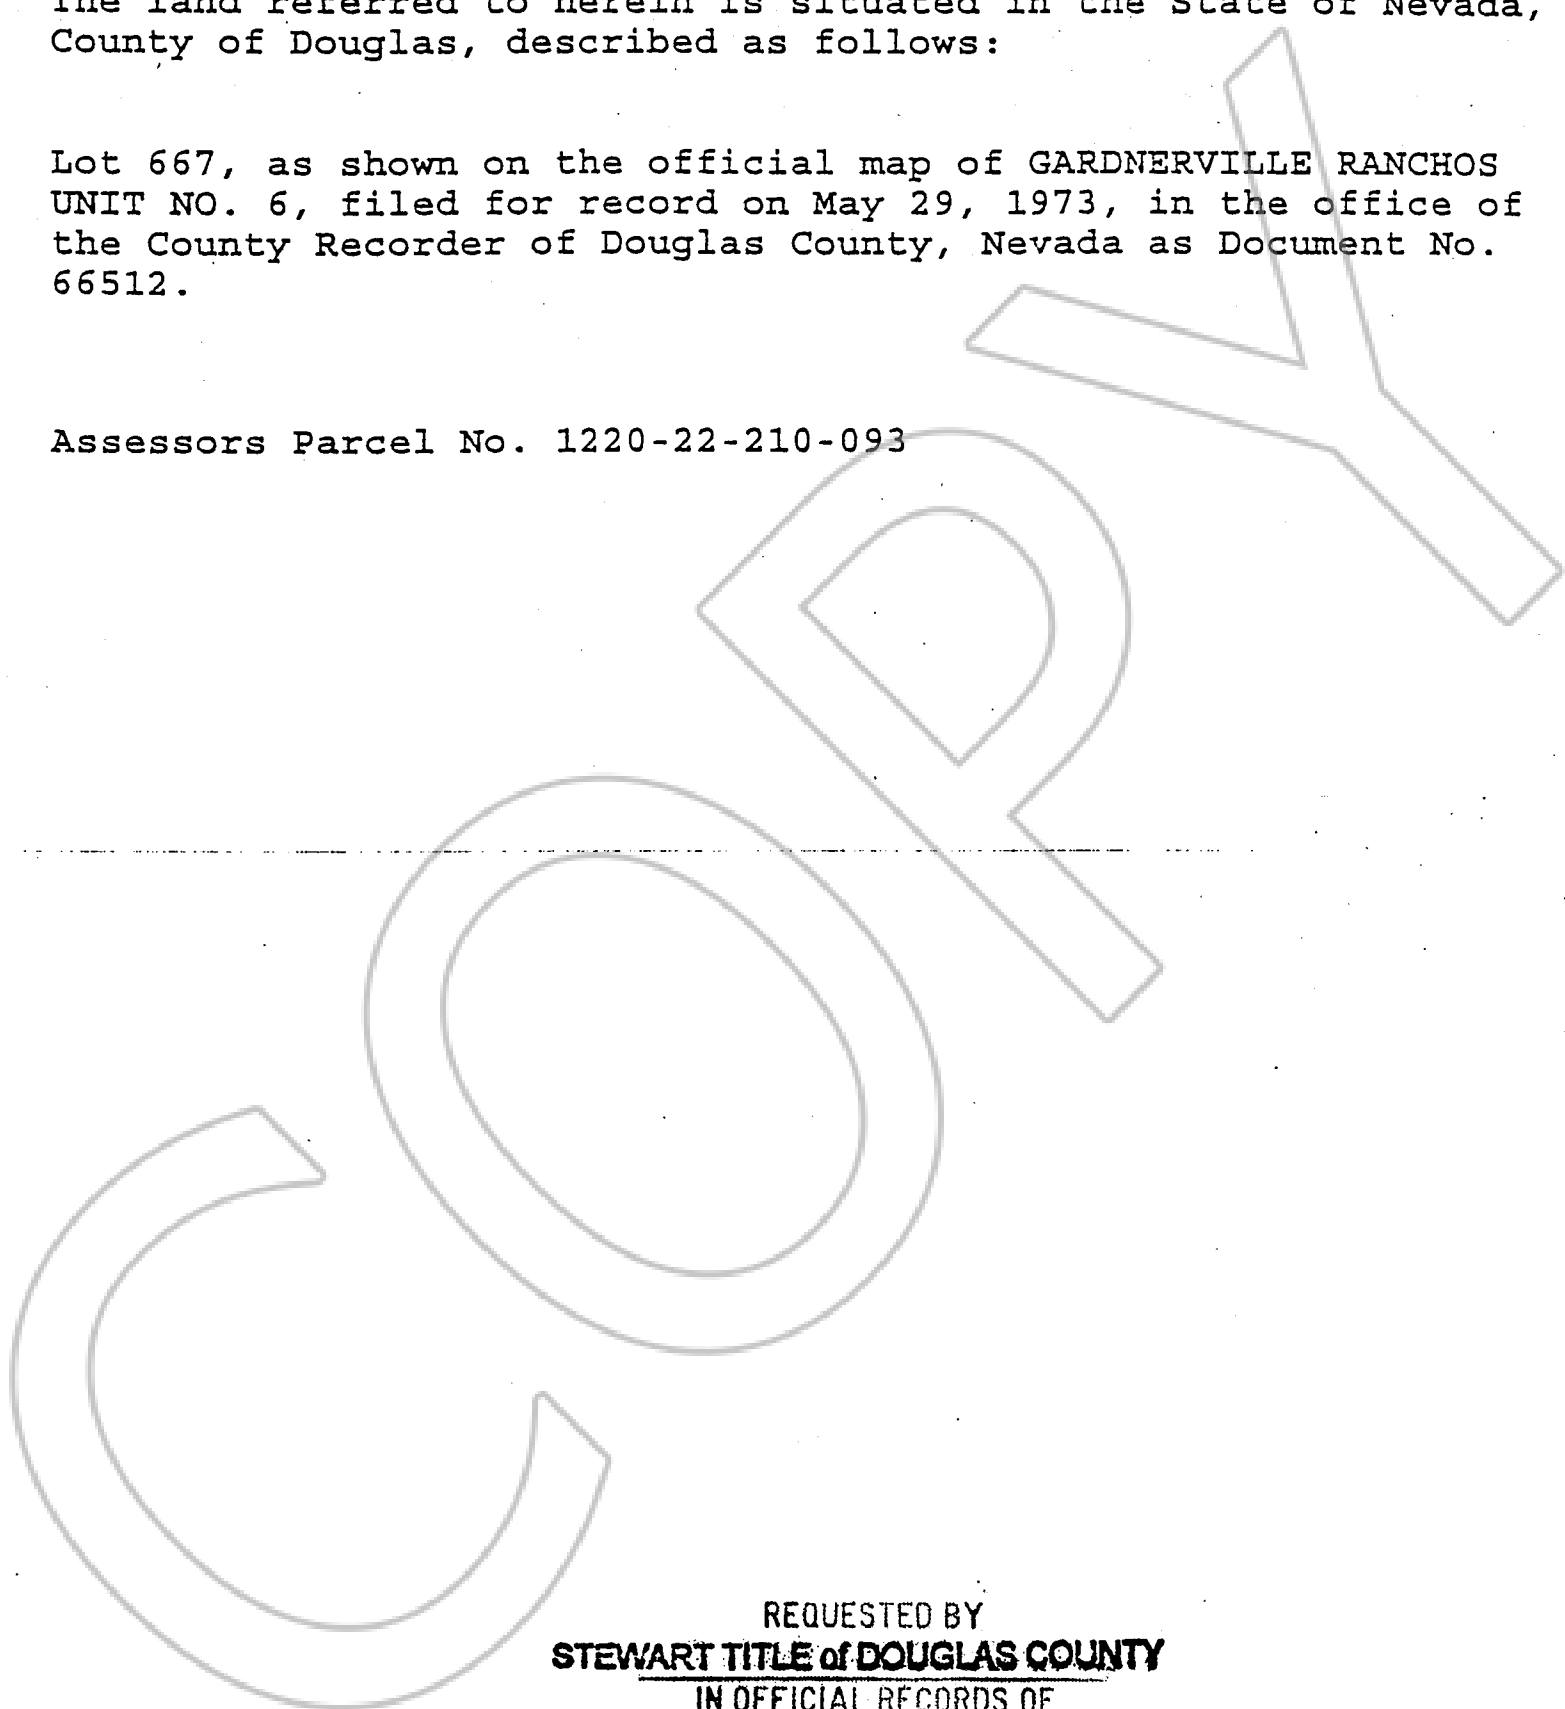 The land referred to herein is situated in the State of Nevada,
County of Douglas, described as follows:
Lot 667, as shown on the official map of GARDNERVILLE RANCHOS
UNIT NO. 6, filed for record on May 29, 1973, in the office of
the County Recorder of Douglas County, Nevada as Document No.
66512.
Assessors Parcel No. 1220-22-210-093
COPY
REQUESTED BY
STEWART TITLE of DOUGLAS COUNTY
IN OFFICIAL RECORDS OF